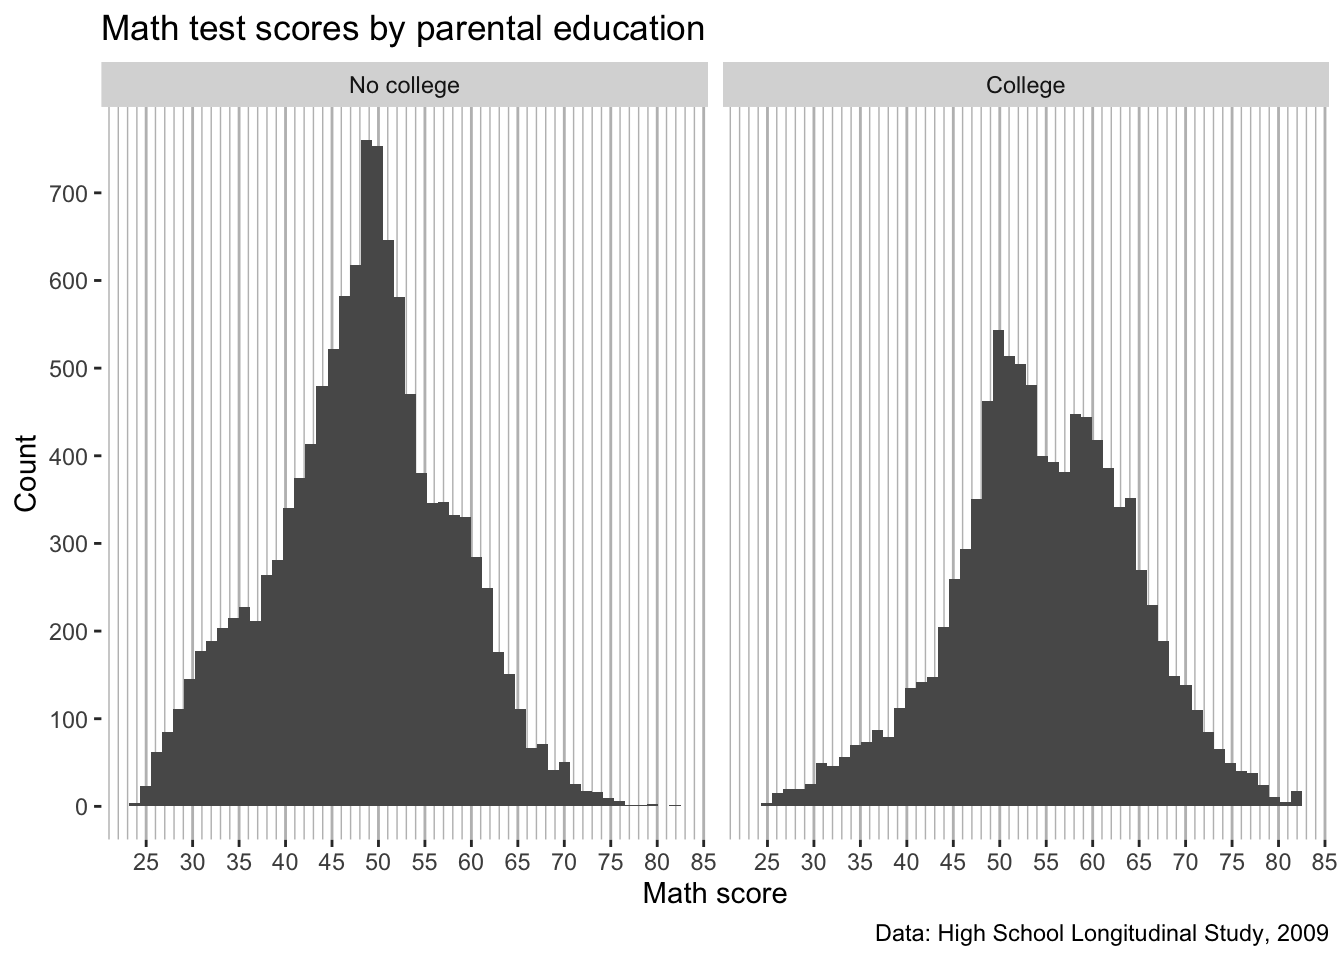 Math test scores by parental education
No college
College
700
600
500
400
300
200
100
0
Count
25 30 35 40 45 50 55 60 65 70 75 80 85
25 30 35 40 45 50 55 60 65 70 75 80 85
Math score
Data: High School Longitudinal Study, 2009